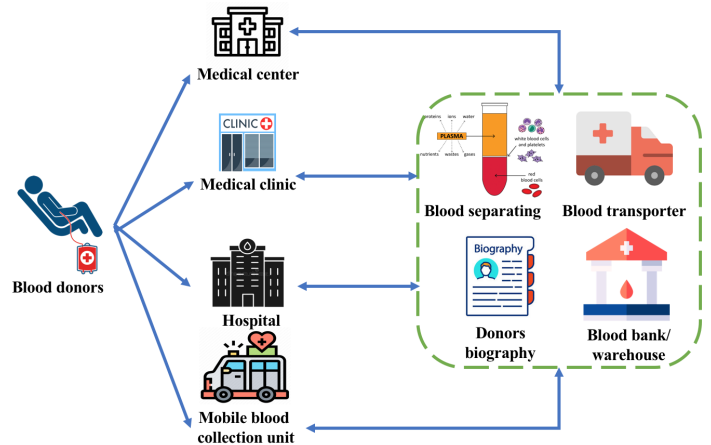 Medical center
CLINIC
Medical clinic
Blood donors
Hospital
Mobile blood
collection unit
proteins ions water
PLASMA
nutrients wastes gases
white blood cells
and platelets
red
blood cells
Blood separating
Blood transporter
Biography
Donors
biography
Blood bank/
warehouse